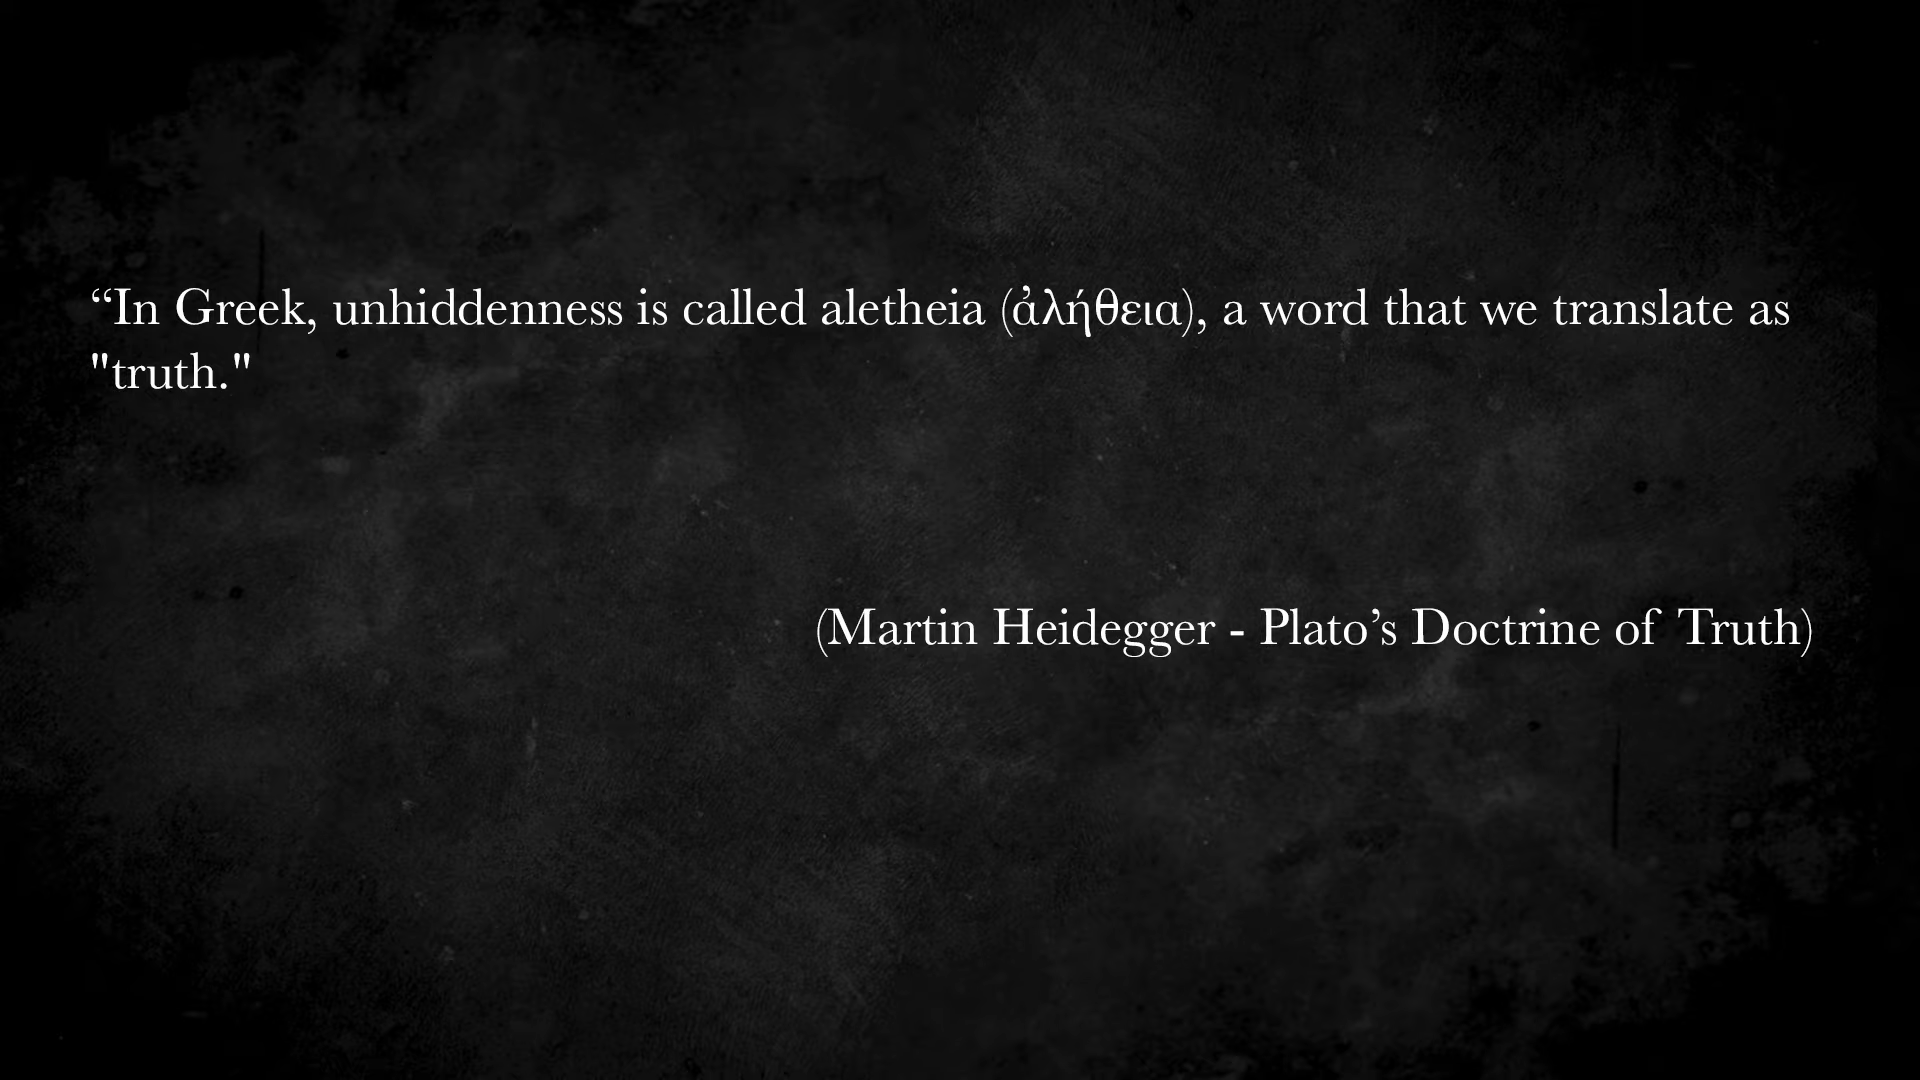 “In Greek, unhiddenness is called aletheia (ἀλήθεια), a word that we translate as
"truth."
(Martin Heidegger - Plato’s Doctrine of Truth)